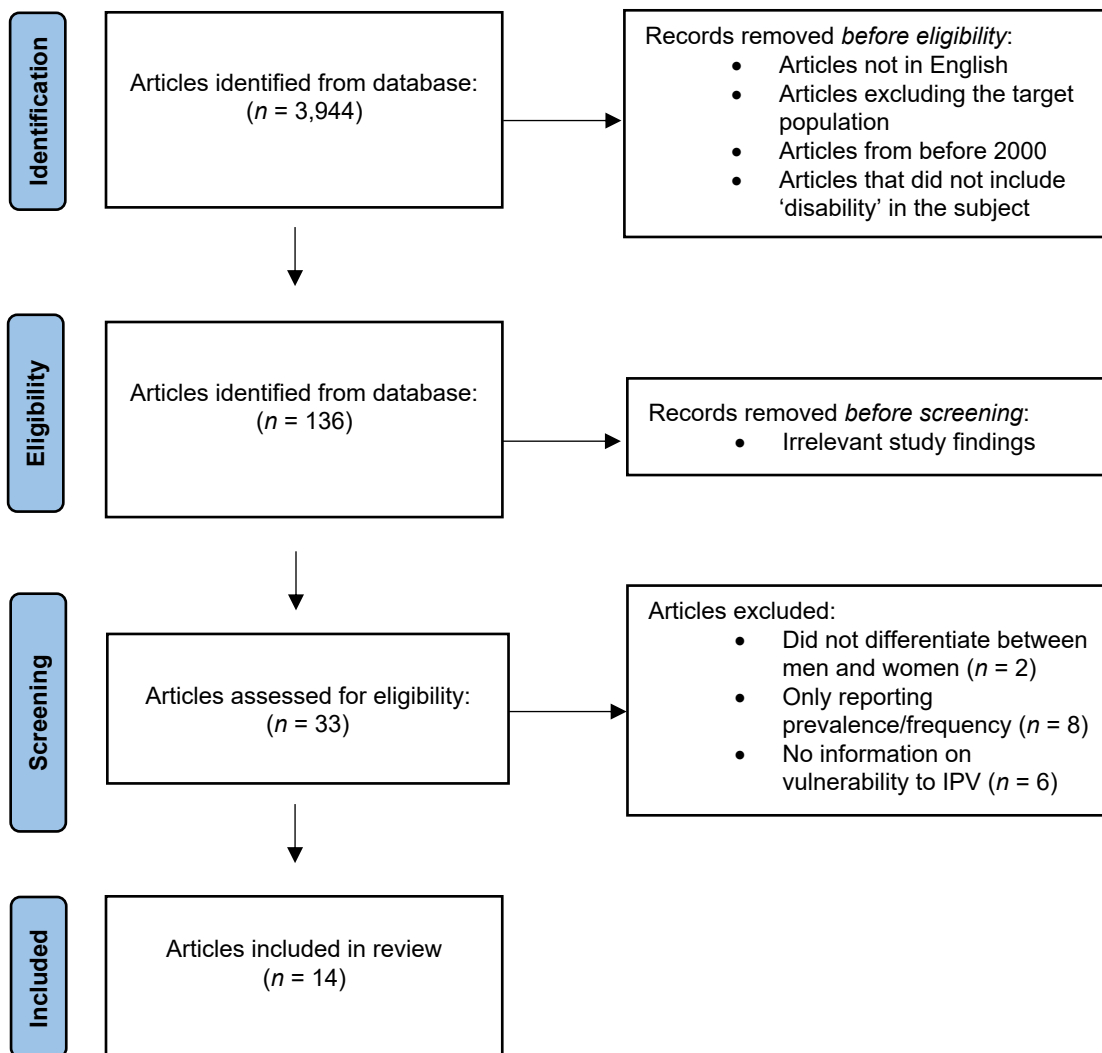 Identification
Articles identified from database:
(n = 3,944)
Records removed before eligibility:
• Articles not in English
• Articles excluding the target
population
• Articles from before 2000
• Articles that did not include
‘disability’ in the subject
Eligibility
Articles identified from database:
(n = 136)
Records removed before screening:
• Irrelevant study findings
Screening
Articles assessed for eligibility:
(n = 33)
Articles excluded:
• Did not differentiate between
men and women (n = 2)
• Only reporting
prevalence/frequency (n = 8)
• No information on
vulnerability to IPV (n = 6)
Included
Articles included in review
(n = 14)